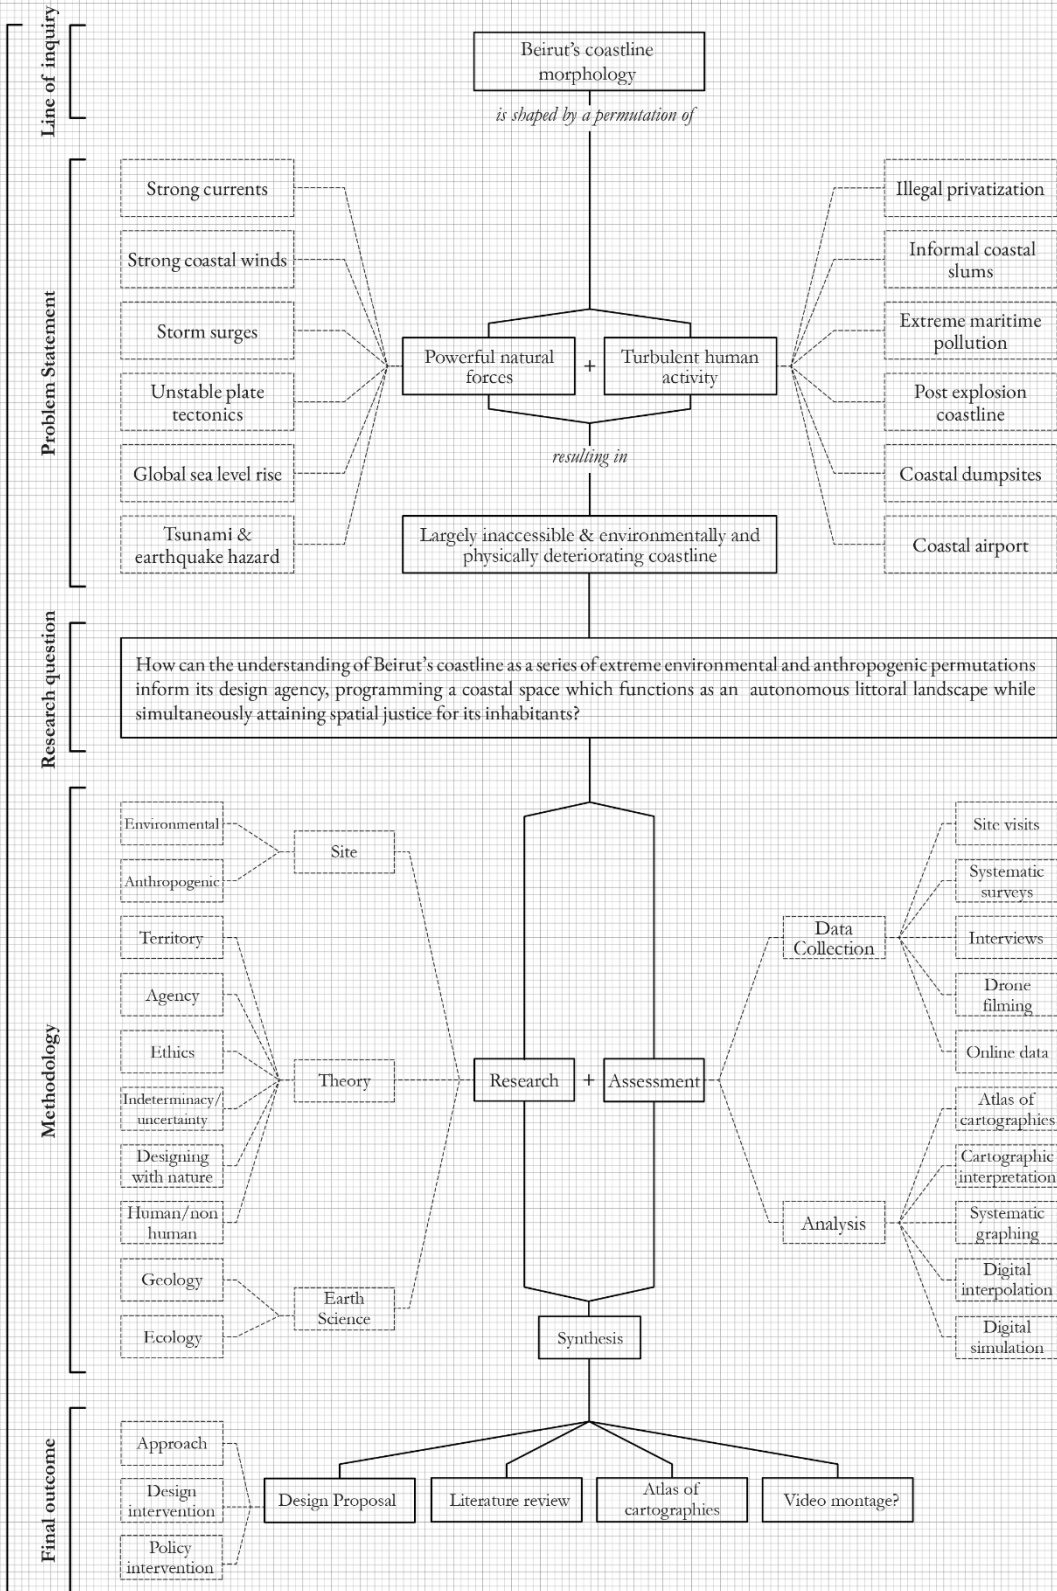 Line of inquiry
Beirut's coastline
morphology
is shaped by a permutation of
Problem Statement
Strong currents
Strong coastal winds
Storm surges
Unstable plate
tectonics
Global sea level rise
Tsunami &
earthquake hazard
Powerful natural
forces
+
Turbulent human
activity
Illegal privatization
Informal coastal
slums
Extreme maritime
pollution
Post explosion
coastline
Coastal dumpsites
Coastal airport
resulting in
Largely inaccessible & environmentally and
physically deteriorating coastline
Research question
How can the understanding of Beirut's coastline as a series of extreme environmental and anthropogenic permutations
inform its design agency, programming a coastal space which functions as an autonomous littoral landscape while
simultaneously attaining spatial justice for its inhabitants?
Methodology
Environmental
Anthropogenic
Site
Territory
Agency
Ethics
Indeterminacy/
uncertainty
Designing
with nature
Human/non
human
Theory
Geology
Ecology
Earth
Science
Research
+
Assessment
Data
Collection
Site visits
Systematic
surveys
Interviews
Drone
filming
Online data
Analysis
Atlas of
cartographies
Cartographic
interpretation
Systematic
graphing
Digital
interpolation
Digital
simulation
Synthesis
Final outcome
Approach
Design
intervention
Policy
intervention
Design Proposal
Literature review
Atlas of
cartographies
Video montage?